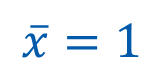 x̄ = 1